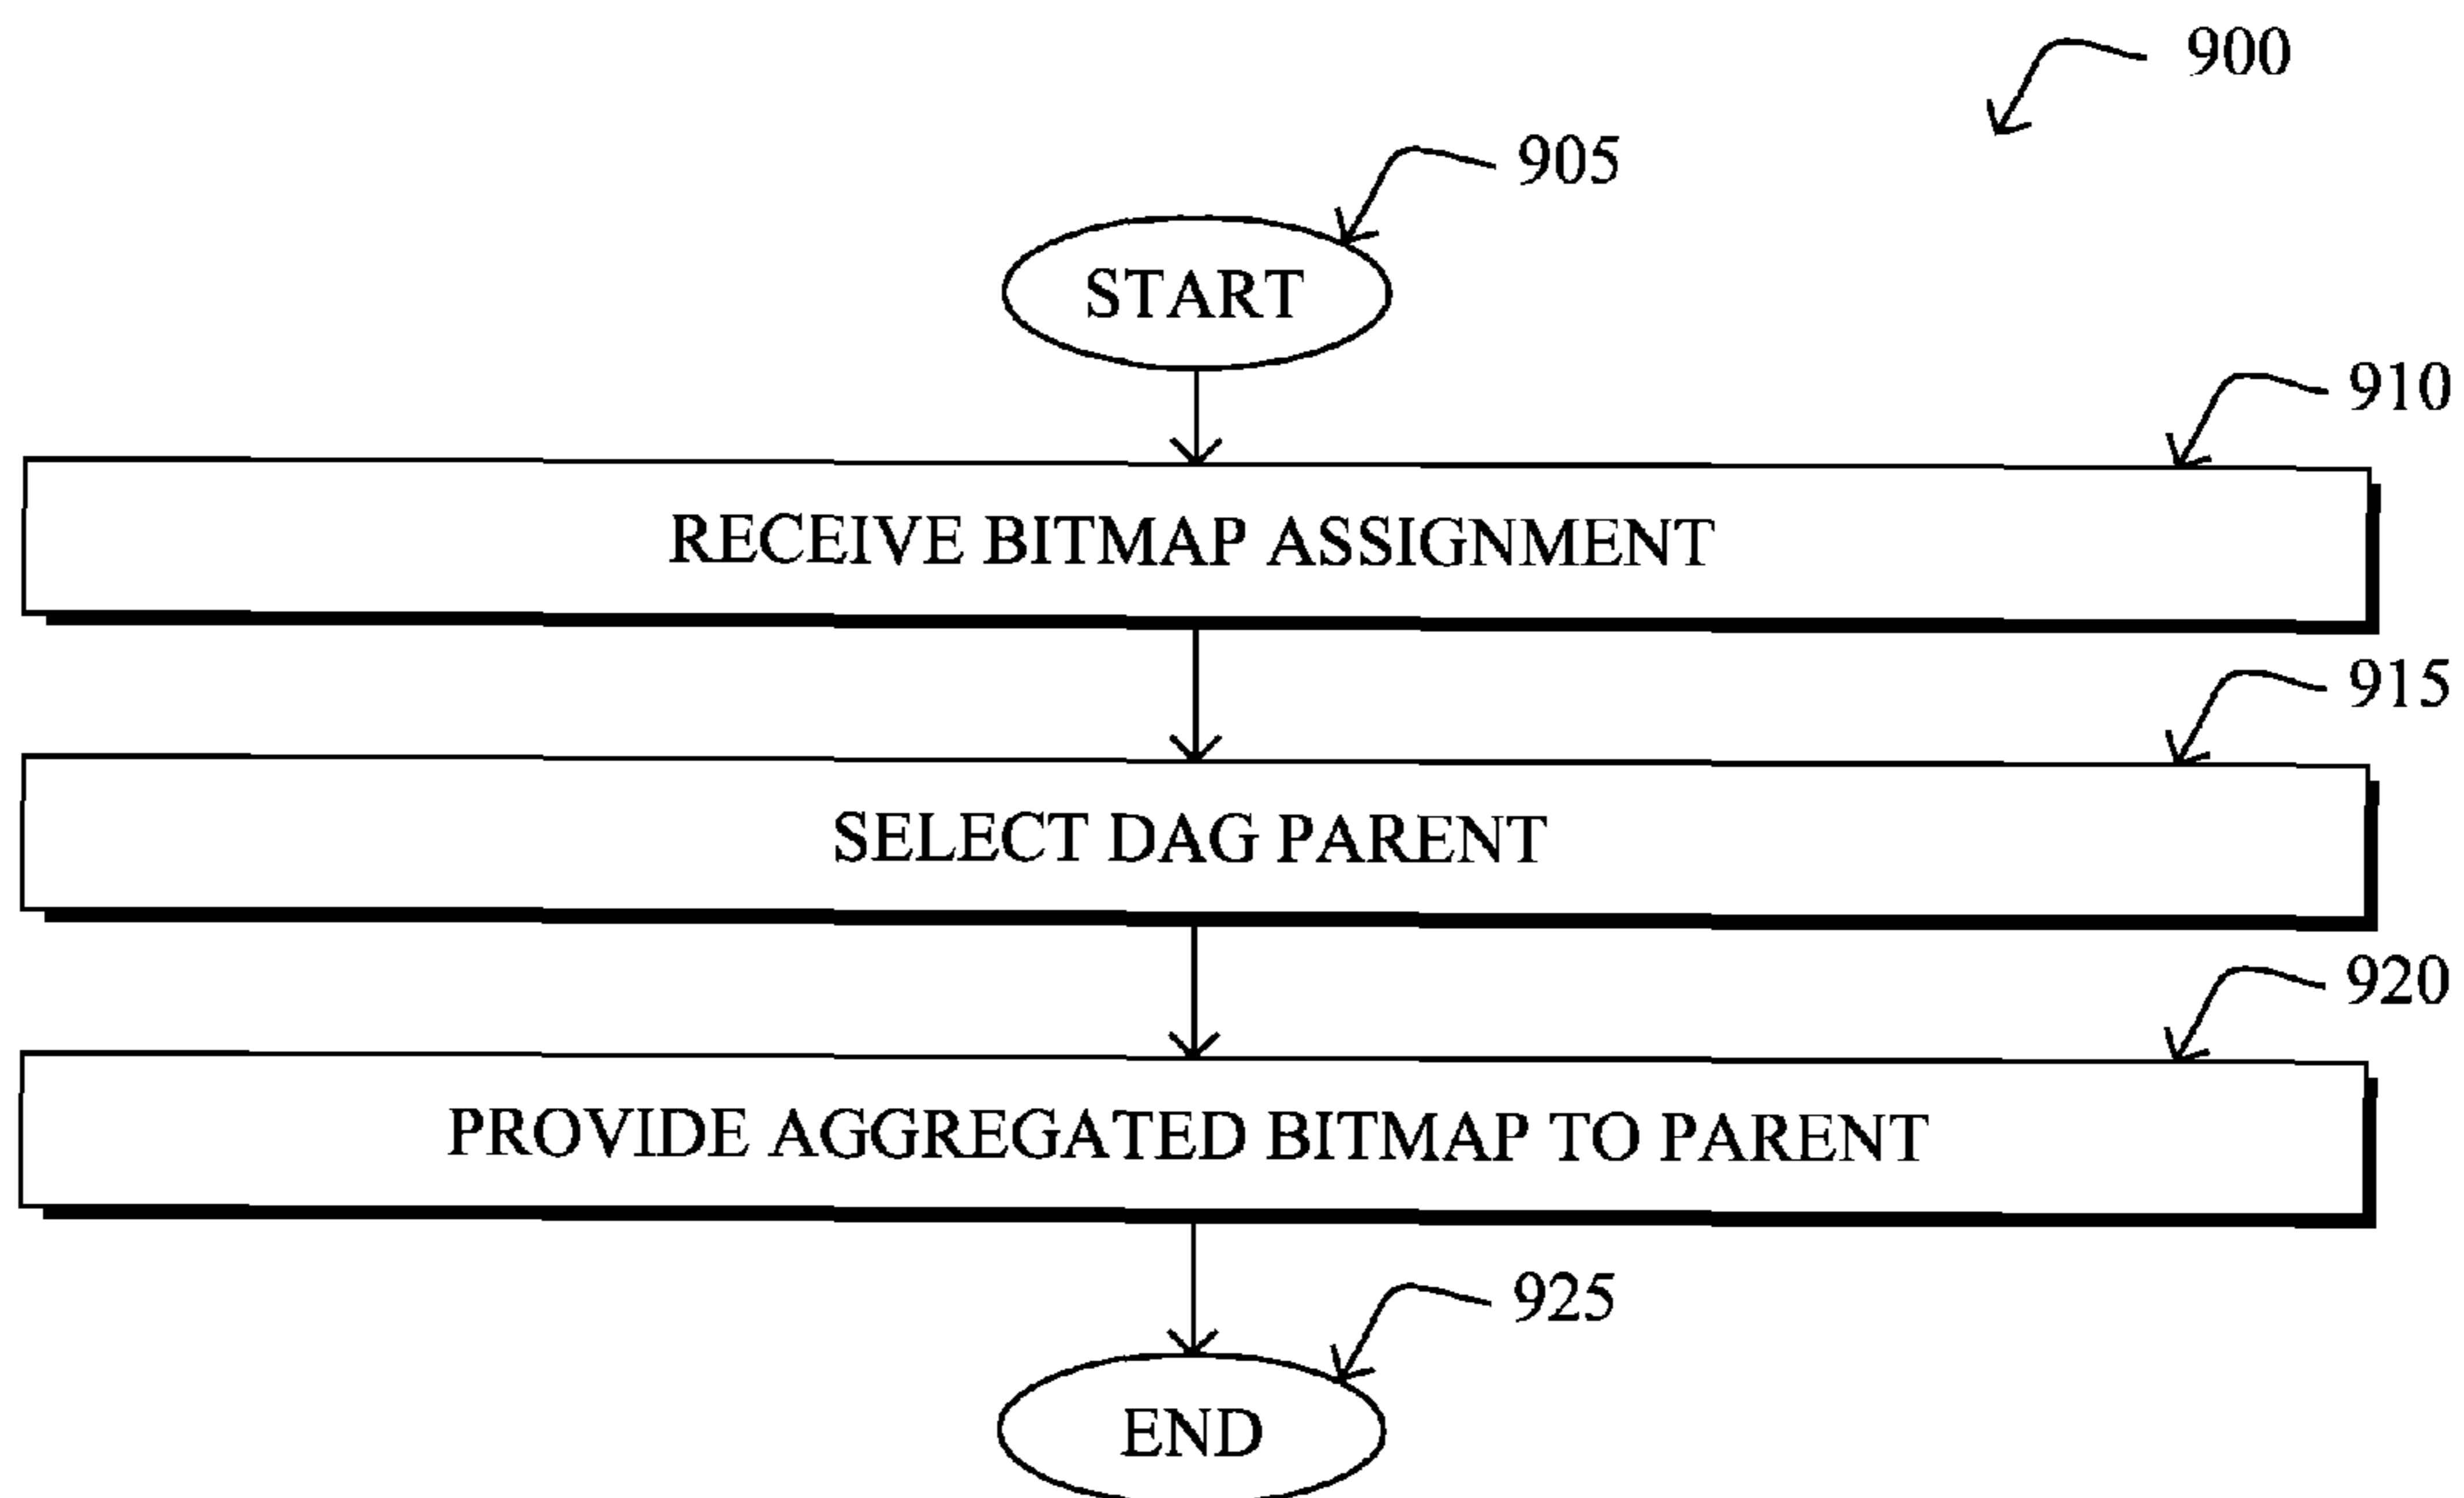 900
905
START
910
RECEIVE BITMAP ASSIGNMENT
915
SELECT DAG PARENT
920
PROVIDE AGGREGATED BITMAP TO PARENT
925
END